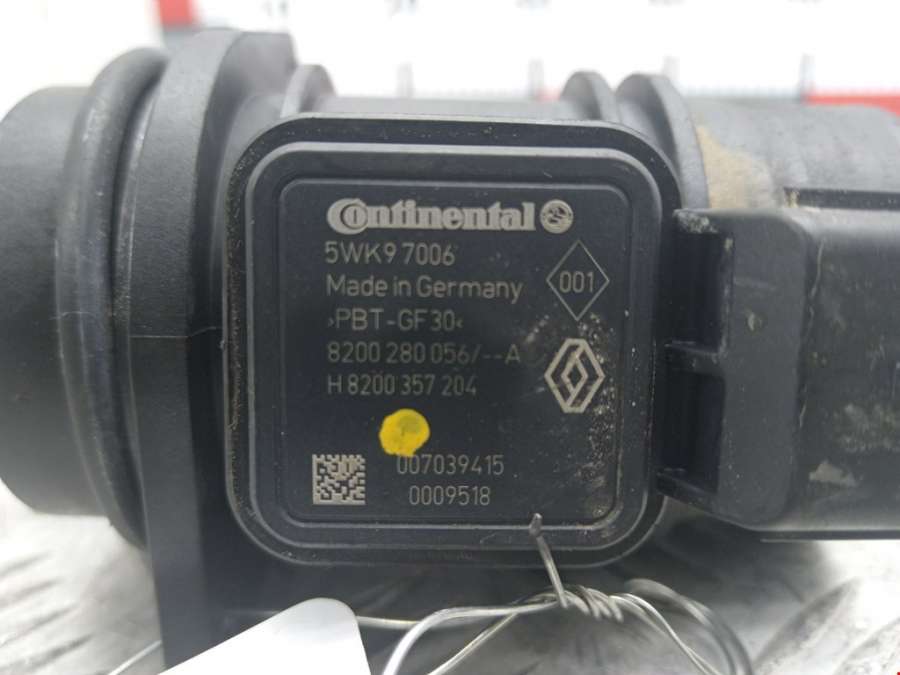 Continental
5WK9 7006
Made in Germany
001
>PBT-GF30<
8200 280 056/--A
H 8200 357 204
007039415
0009518